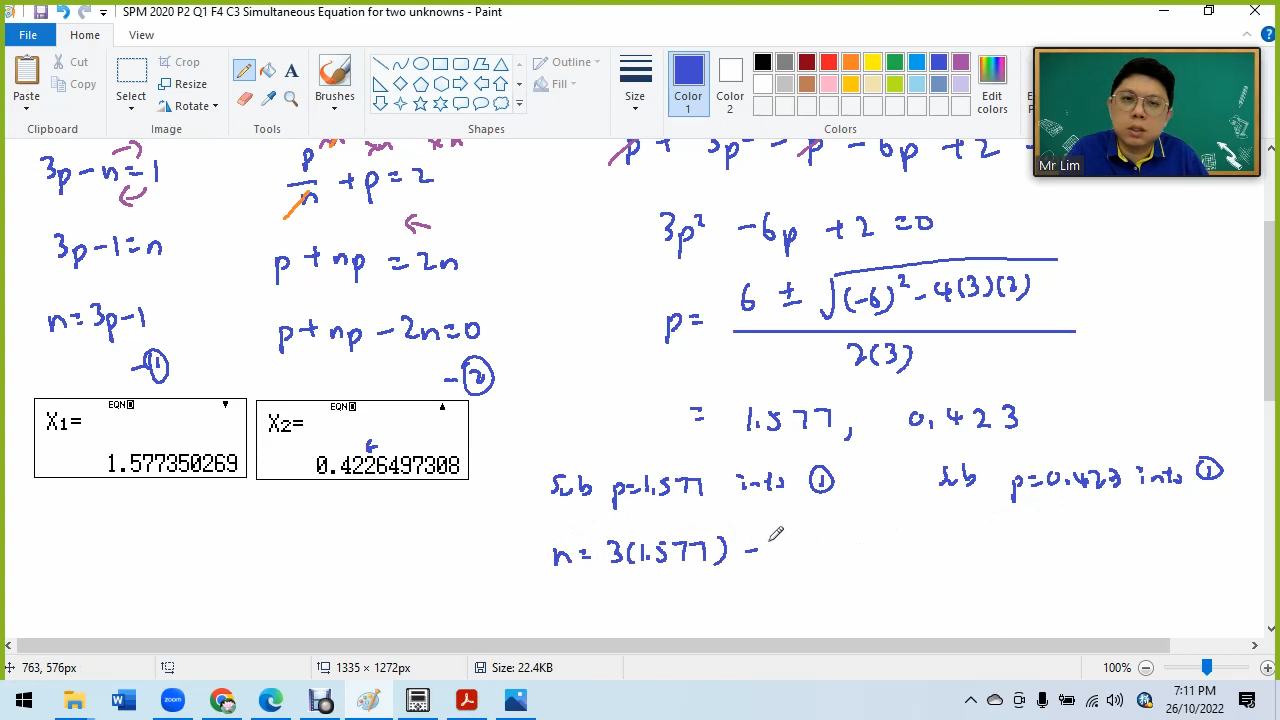 SPM 2020 P2 Q1 F4 C3 Simultaneous Equation for two unknowns - Paint
File Home View
Paste Cut Copy
Select Crop Resize Rotate
Brushes
Outline Fill
Size
Color 1
Color 2
Edit colors
Clipboard Image Tools Shapes Colors
Mr Lim
3p - n = 1
3p - 1 = n
n = 3p - 1
- ①
p/n + p = 2
p + np = 2n
p + np - 2n = 0
- ②
EQN
X1=
1.577350269
EQN
X2=
0.4226497308
p + 3p² - p - 6p + 2
3p² - 6p + 2 = 0
p = 6 ± √(-6)² - 4(3)(2)
2(3)
= 1.577, 0.423
Sub p=1.577 into ①
sub p=0.423 into ①
n = 3(1.577) -
763, 576px
1335 × 1272px
Size: 22.4KB
100%
7:11 PM
26/10/2022